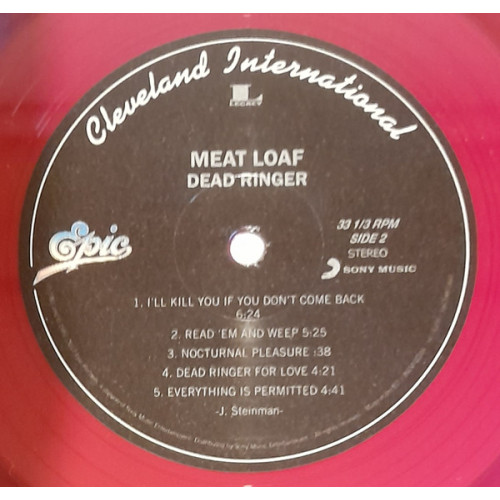 Cleveland International
L
LEGACY
MEAT LOAF
DEAD RINGER
Epic
33 1/3 RPM
SIDE 2
STEREO
SONY MUSIC
1. I'LL KILL YOU IF YOU DON'T COME BACK
6:24
2. READ 'EM AND WEEP 5:25
3. NOCTURNAL PLEASURE :38
4. DEAD RINGER FOR LOVE 4:21
5. EVERYTHING IS PERMITTED 4:41
-J. Steinman-